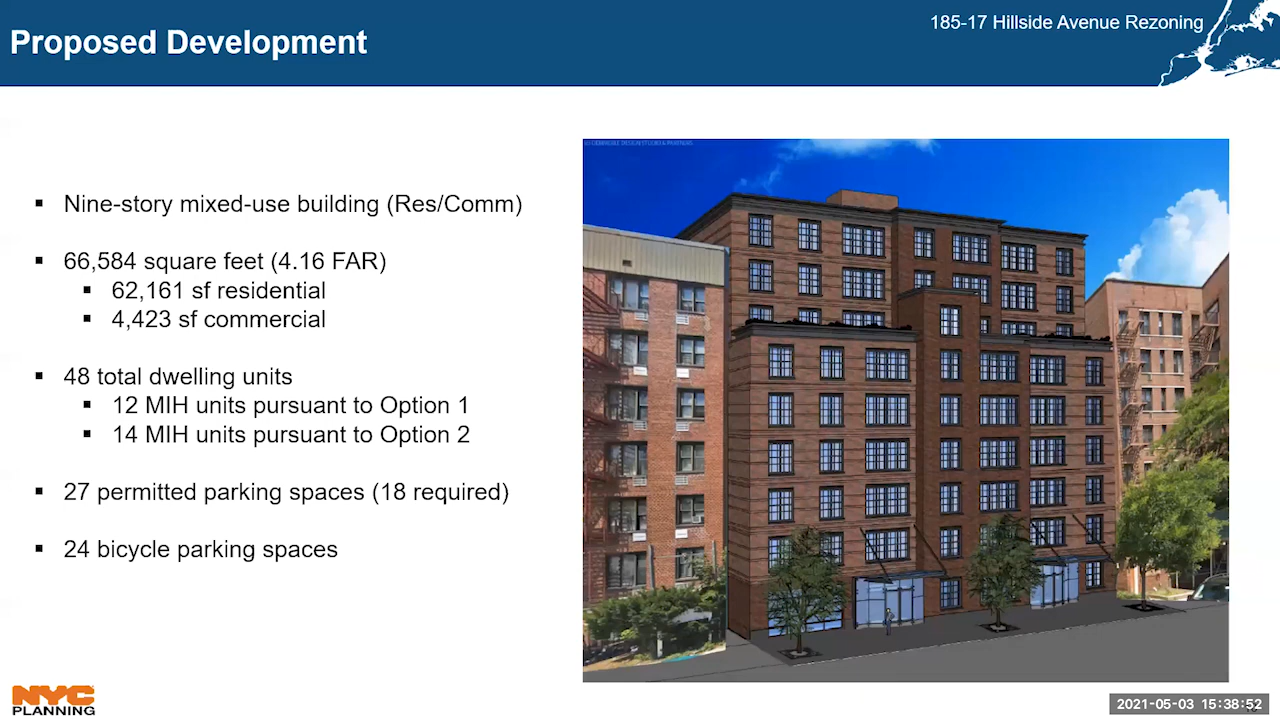 185-17 Hillside Avenue Rezoning
Proposed Development
Nine-story mixed-use building (Res/Comm)
66,584 square feet (4.16 FAR)
62,161 sf residential
4,423 sf commercial
48 total dwelling units
12 MIH units pursuant to Option 1
14 MIH units pursuant to Option 2
27 permitted parking spaces (18 required)
24 bicycle parking spaces
NYC
PLANNING
2021-05-03 15:38:52